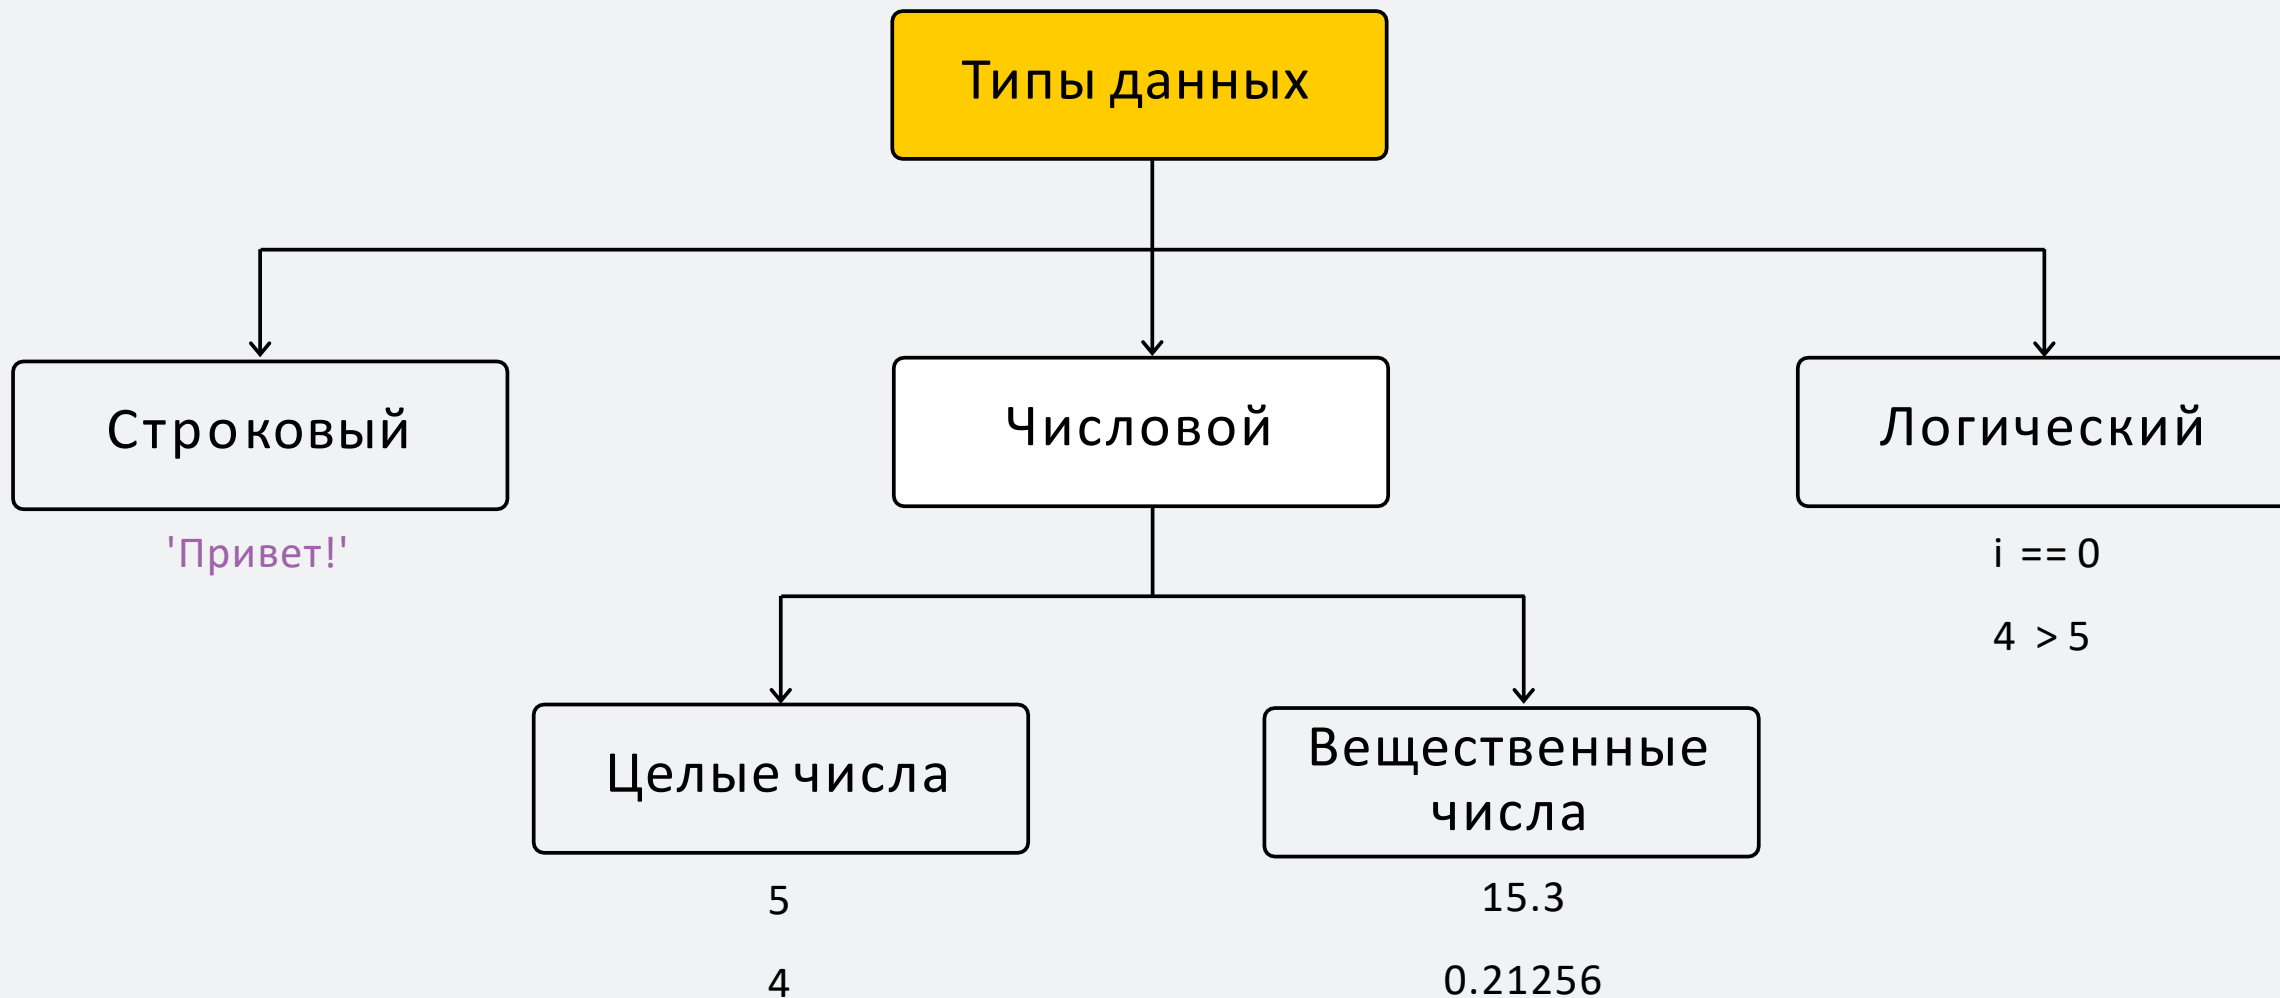 Типы данных
Строковый
Числовой
Логический
'Привет!'
i == 0
4 > 5
Целые числа
Вещественные
числа
5
15.3
4
0.21256